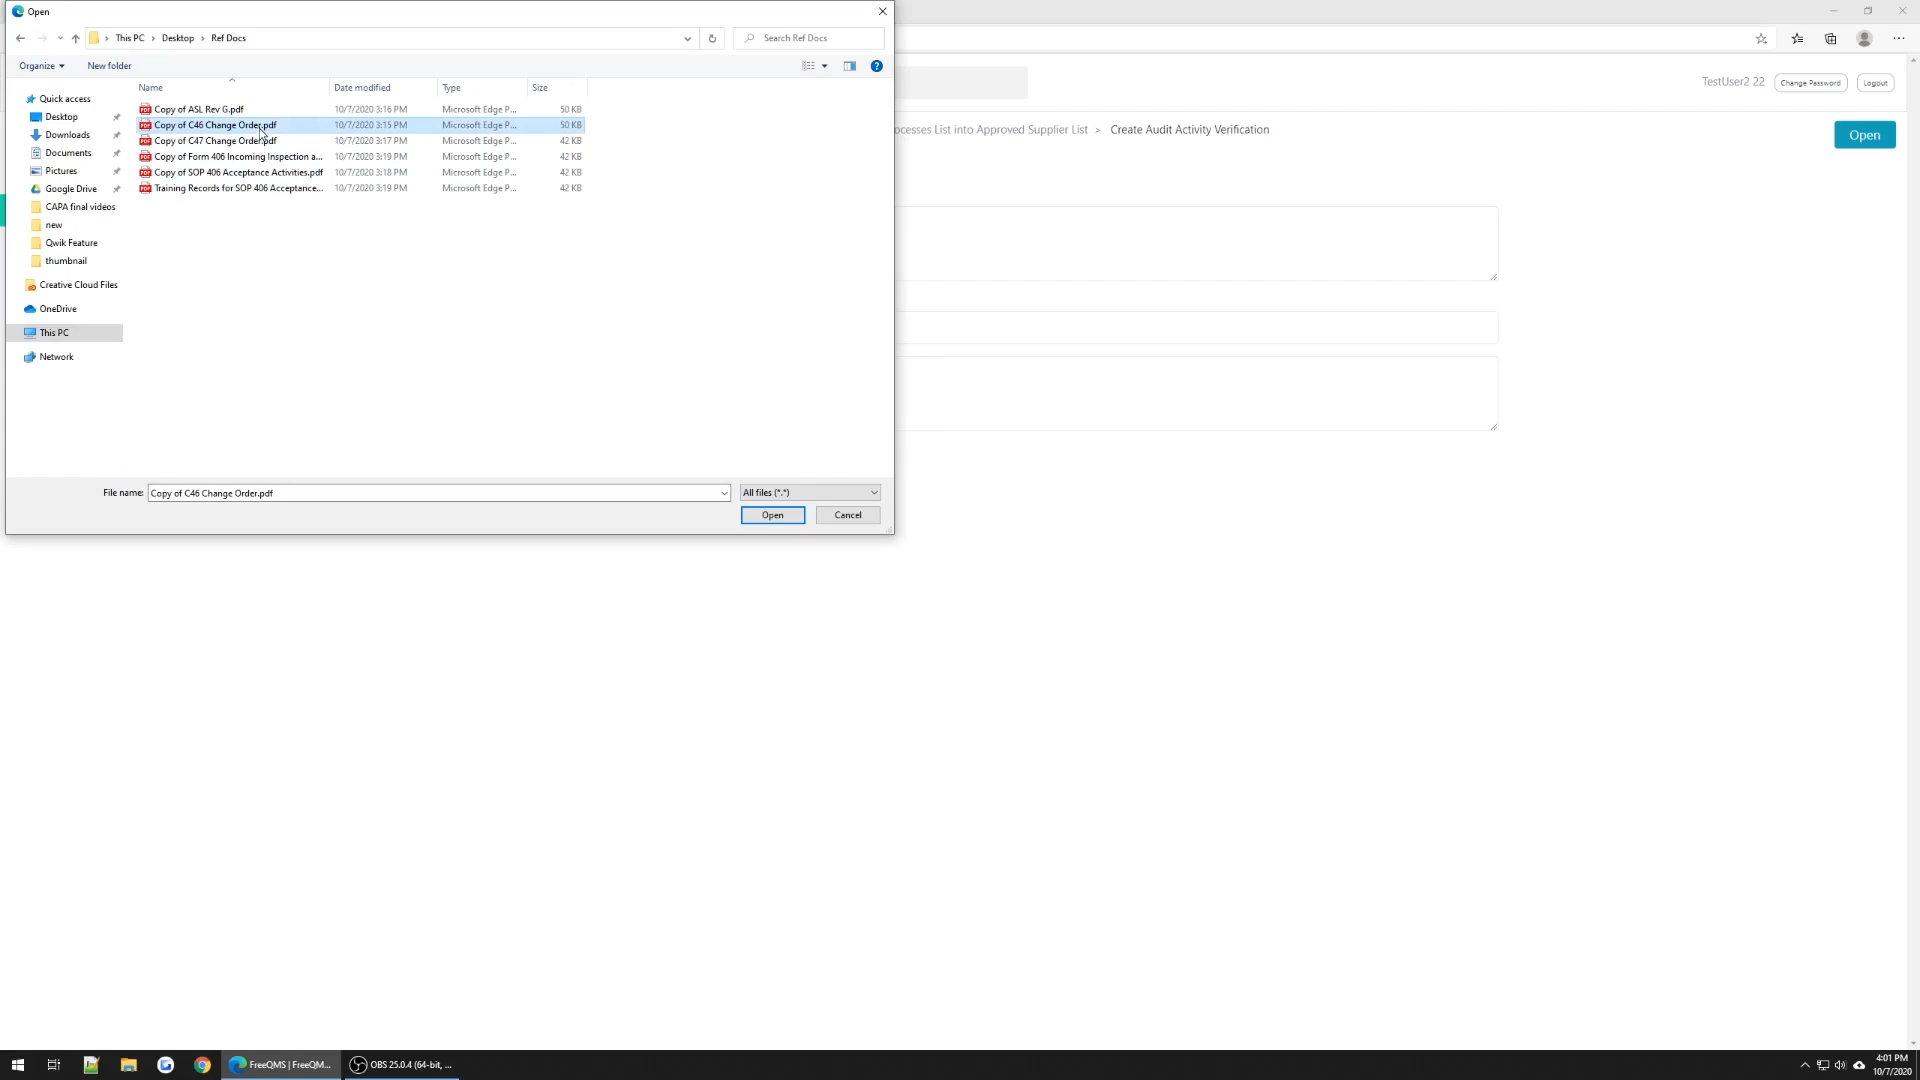 Open
This PC > Desktop > Ref Docs
Search Ref Docs
Organize
New folder
Name
Date modified
Type
Size
Quick access
Desktop
Downloads
Documents
Pictures
Google Drive
CAPA final videos
new
Qwik Feature
thumbnail
Creative Cloud Files
OneDrive
This PC
Network
Copy of ASL Rev G.pdf 10/7/2020 3:16 PM Microsoft Edge P... 50 KB
Copy of C46 Change Order.pdf 10/7/2020 3:15 PM Microsoft Edge P... 50 KB
Copy of C47 Change Order.pdf 10/7/2020 3:17 PM Microsoft Edge P... 42 KB
Copy of Form 406 Incoming Inspection a... 10/7/2020 3:19 PM Microsoft Edge P... 42 KB
Copy of SOP 406 Acceptance Activities.pdf 10/7/2020 3:18 PM Microsoft Edge P... 42 KB
Training Records for SOP 406 Acceptance... 10/7/2020 3:19 PM Microsoft Edge P... 42 KB
File name: Copy of C46 Change Order.pdf
All files (*.*)
Open
Cancel
TestUser2 22
Change Password
Logout
ocesses List into Approved Supplier List > Create Audit Activity Verification
Open
FreeQMS | FreeQM...
OBS 25.0.4 (64-bit, ...
4:01 PM
10/7/2020